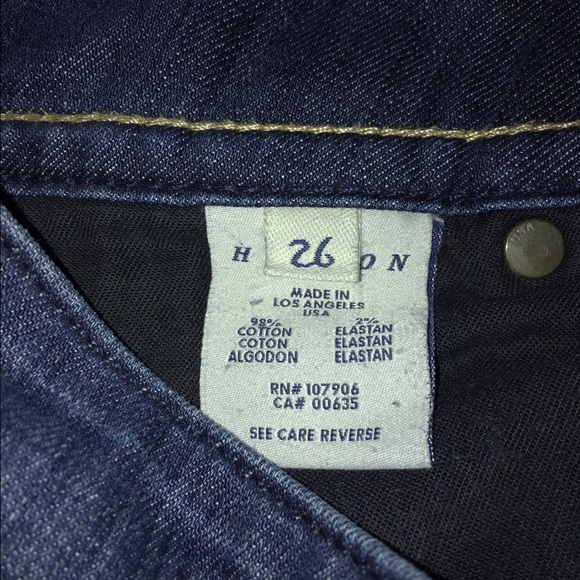 H 26 ON
MADE IN
LOS ANGELES
USA
98% 2%
COTTON ELASTAN
COTON ELASTAN
ALGODON ELASTAN
RN# 107906
CA# 00635
SEE CARE REVERSE